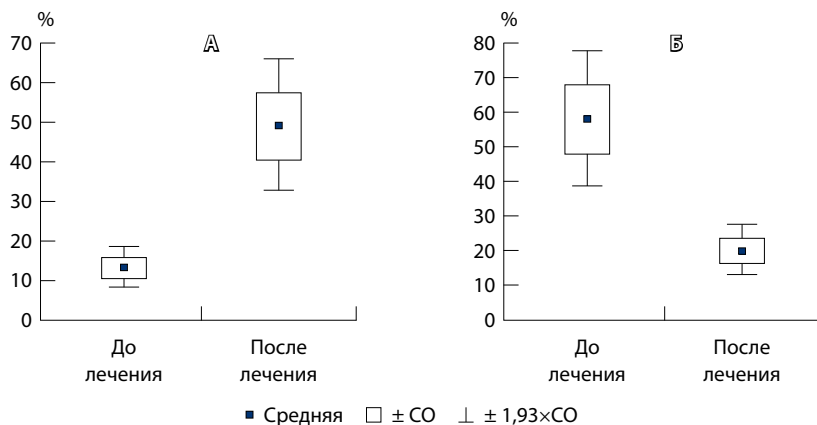 %
А
70
60
50
40
30
20
10
0
До
лечения
После
лечения
%
Б
80
70
60
50
40
30
20
10
0
До
лечения
После
лечения
Средняя ± СО ± 1,93×СО